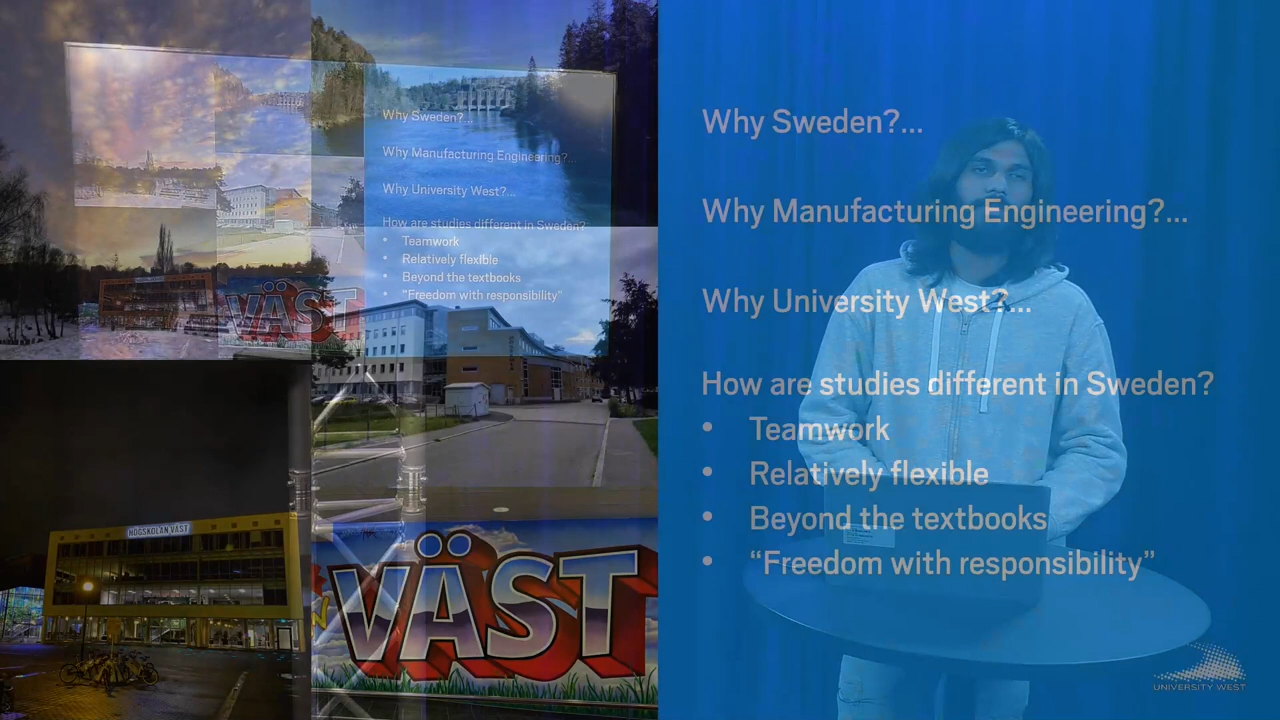 Why Sweden?...
Why Manufacturing Engineering?...
Why University West?...
How are studies different in Sweden?
• Teamwork
• Relatively flexible
• Beyond the textbooks
• "Freedom with responsibility"
VÄST
Why Sweden?...
Why Manufacturing Engineering?...
Why University West?...
How are studies different in Sweden?
• Teamwork
• Relatively flexible
• Beyond the textbooks
• “Freedom with responsibility”
HÖGSKOLAN VÄST
VÄST
UNIVERSITY WEST